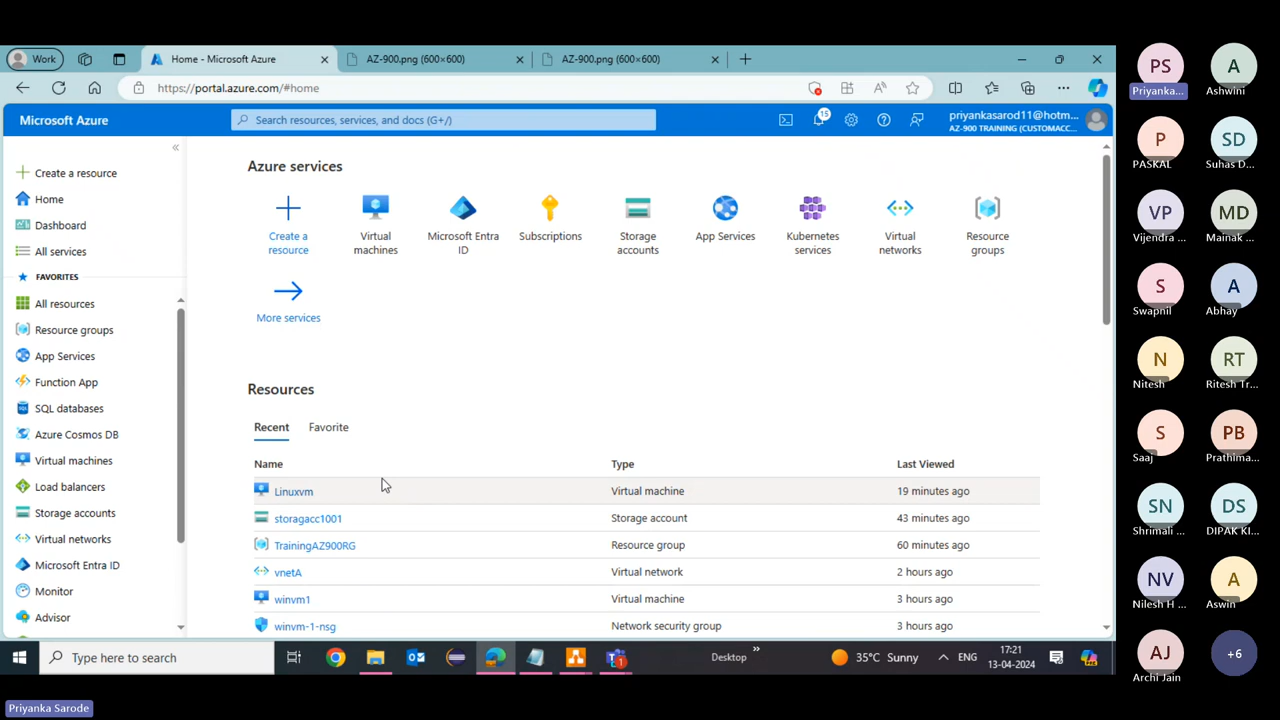 Work
Home - Microsoft Azure
AZ-900.png (600×600)
AZ-900.png (600×600)
https://portal.azure.com/#home
Microsoft Azure
Search resources, services, and docs (G+/)
15
priyankasarod11@hotm...
AZ-900 TRAINING (CUSTOMACC...
Create a resource
Home
Dashboard
All services
FAVORITES
All resources
Resource groups
App Services
Function App
SQL databases
Azure Cosmos DB
Virtual machines
Load balancers
Storage accounts
Virtual networks
Microsoft Entra ID
Monitor
Advisor
Azure services
Create a resource
Virtual machines
Microsoft Entra ID
Subscriptions
Storage accounts
App Services
Kubernetes services
Virtual networks
Resource groups
More services
Resources
Recent Favorite
Name Type Last Viewed
Linuxvm Virtual machine 19 minutes ago
storagacc1001 Storage account 43 minutes ago
TrainingAZ900RG Resource group 60 minutes ago
vnetA Virtual network 2 hours ago
winvm1 Virtual machine 3 hours ago
winvm-1-nsg Network security group 3 hours ago
Type here to search
1
Desktop
35°C Sunny
ENG
17:21
13-04-2024
PS
Priyanka...
A
Ashwini
P
PASKAL
SD
Suhas D...
VP
Vijendra ...
MD
Mainak ...
S
Swapnil
A
Abhay
N
Nitesh
RT
Ritesh Tr...
S
Saaj
PB
Prathima...
SN
Shrimali ...
DS
DIPAK KI...
NV
Nilesh H ...
A
Aswin
AJ
Archi Jain
+6
Priyanka Sarode